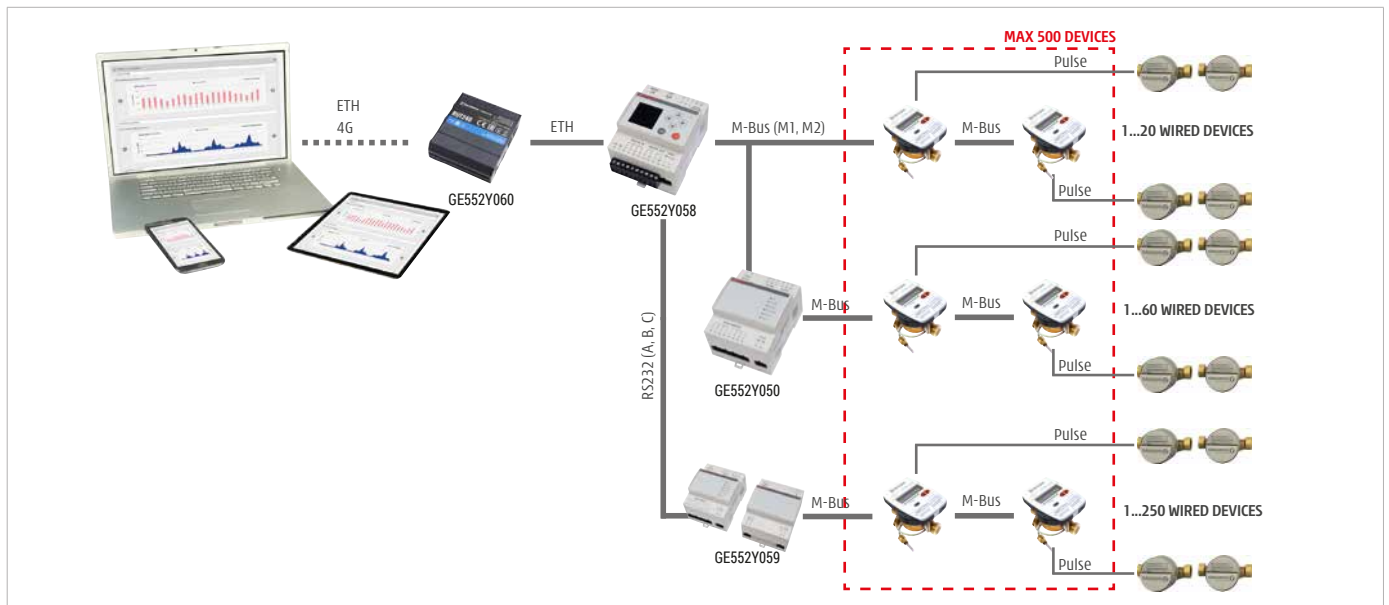 MAX 500 DEVICES
Pulse
ETH
4G
ETH
M-Bus (M1, M2)
M-Bus
1...20 WIRED DEVICES
GE552Y060
GE552Y058
Pulse
Pulse
RS232 (A, B, C)
M-Bus
M-Bus
1...60 WIRED DEVICES
GE552Y050
Pulse
Pulse
M-Bus
M-Bus
1...250 WIRED DEVICES
GE552Y059
Pulse